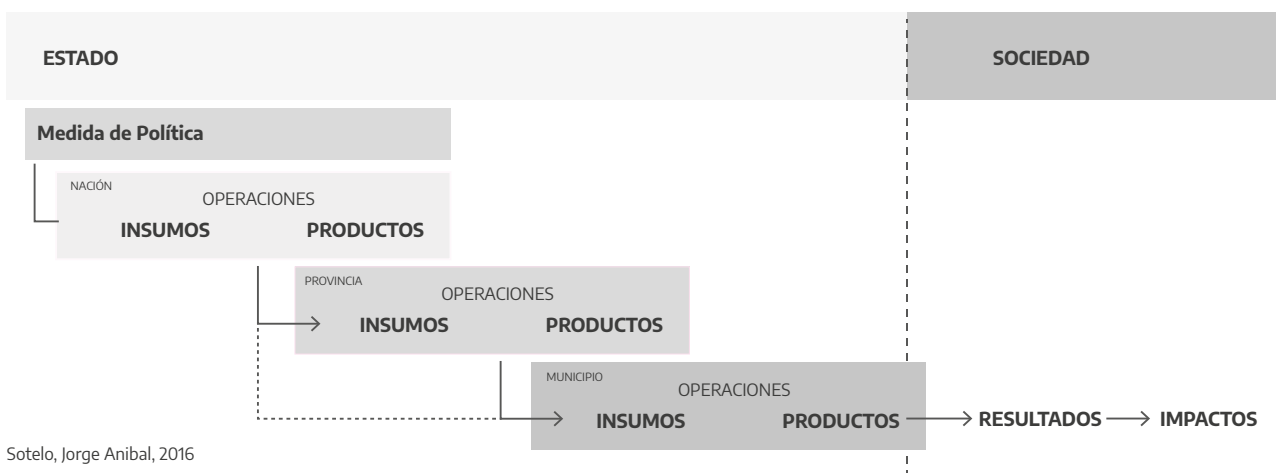 ESTADO
SOCIEDAD
Medida de Política
NACIÓN
OPERACIONES
INSUMOS PRODUCTOS
PROVINCIA
OPERACIONES
INSUMOS PRODUCTOS
MUNICIPIO
OPERACIONES
INSUMOS PRODUCTOS RESULTADOS IMPACTOS
Sotelo, Jorge Anibal, 2016